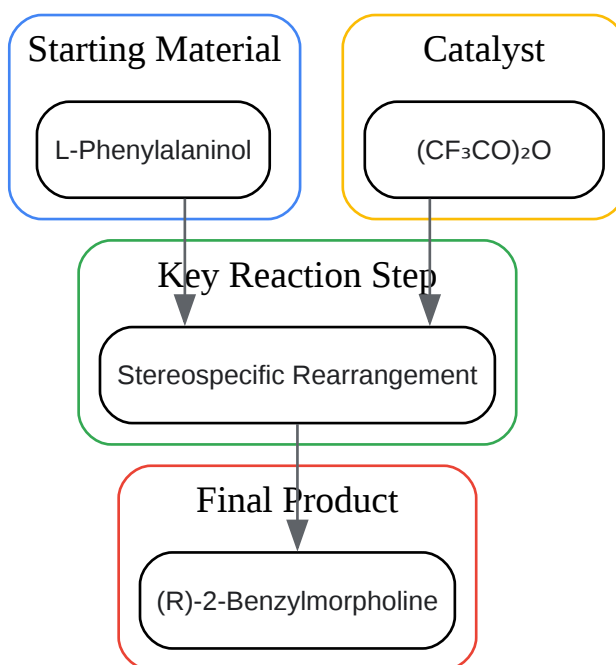 Starting Material
Catalyst
L-Phenylalaninol
(CF₃CO)₂O
Key Reaction Step
Stereospecific Rearrangement
Final Product
(R)-2-Benzylmorpholine